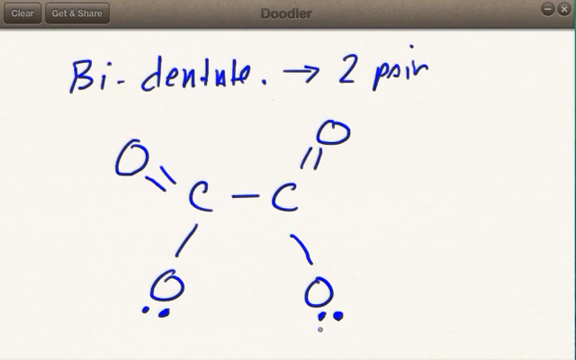 Clear Get & Share Doodler
Bi-dentate. → 2 pair
O O
C — C
O O